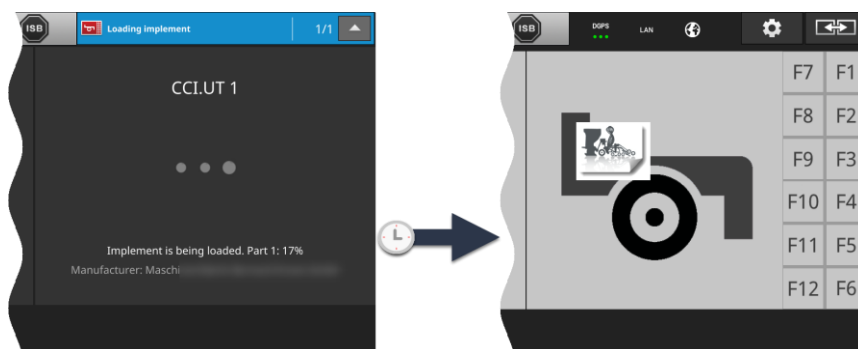 ISB
Loading implement
1/1
CCI.UT 1
Implement is being loaded. Part 1: 17%
Manufacturer: Maschi
ISB
DGPS
LAN
F7 F1
F8 F2
F9 F3
F10 F4
F11 F5
F12 F6